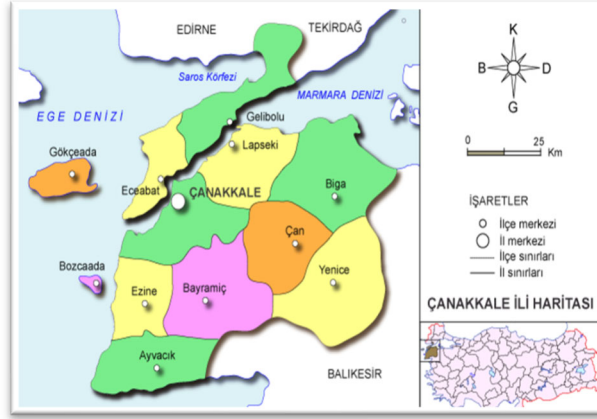 EDİRNE
TEKİRDAĞ
Saros Körfezi
MARMARA DENİZİ
EGE DENİZİ
Gelibolu
Gökçeada
Lapseki
Eceabat
ÇANAKKALE
Biga
Çan
Bozcaada
Ezine
Bayramiç
Yenice
Ayvacık
BALIKESİR
K
B
D
G
0
25
Km
İŞARETLER
İlçe merkezi
İl merkezi
İlçe sınırları
İl sınırları
ÇANAKKALE İLİ HARİTASI